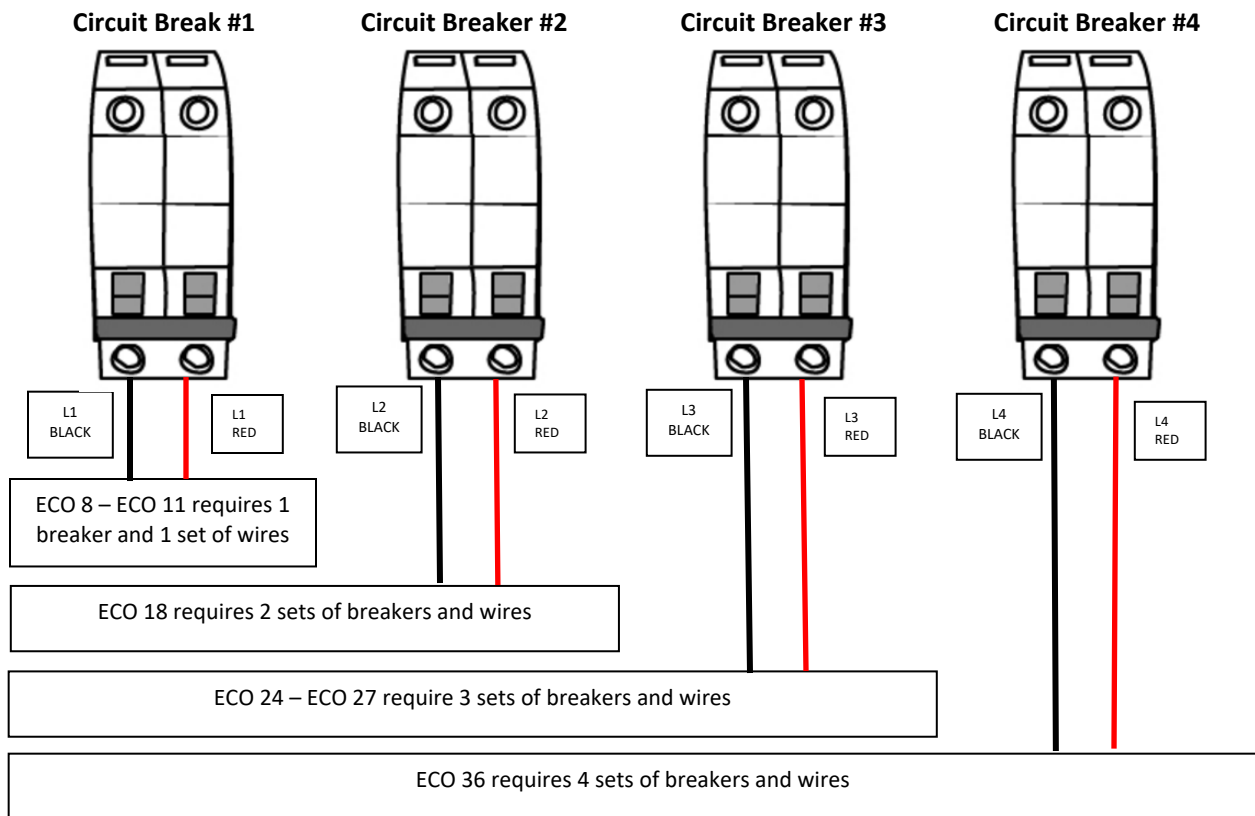 Circuit Break #1
Circuit Breaker #2
Circuit Breaker #3
Circuit Breaker #4
L1
BLACK
L1
RED
L2
BLACK
L2
RED
L3
BLACK
L3
RED
L4
BLACK
L4
RED
ECO 8 – ECO 11 requires 1
breaker and 1 set of wires
ECO 18 requires 2 sets of breakers and wires
ECO 24 – ECO 27 require 3 sets of breakers and wires
ECO 36 requires 4 sets of breakers and wires